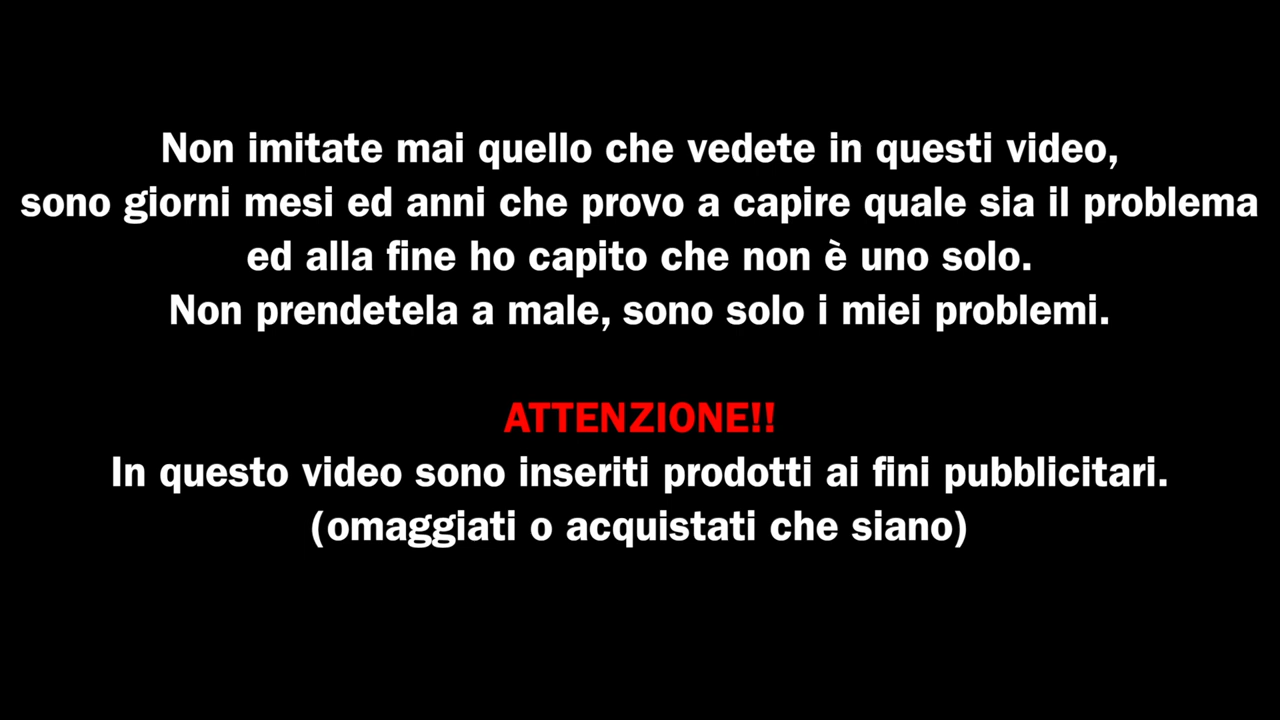 Non imitate mai quello che vedete in questi video,
sono giorni mesi ed anni che provo a capire quale sia il problema
ed alla fine ho capito che non è uno solo.
Non prendetela a male, sono solo i miei problemi.
ATTENZIONE!!
In questo video sono inseriti prodotti ai fini pubblicitari.
(omaggiati o acquistati che siano)